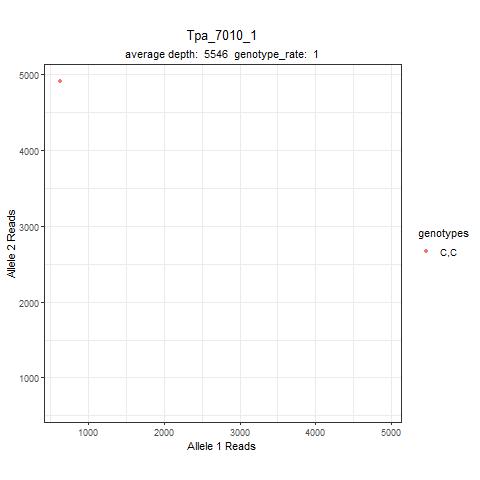 Tpa_7010_1
average depth: 5546 genotype_rate: 1
5000
4000
3000
2000
1000
Allele 2 Reads
1000 2000 3000 4000 5000
Allele 1 Reads
genotypes
C,C